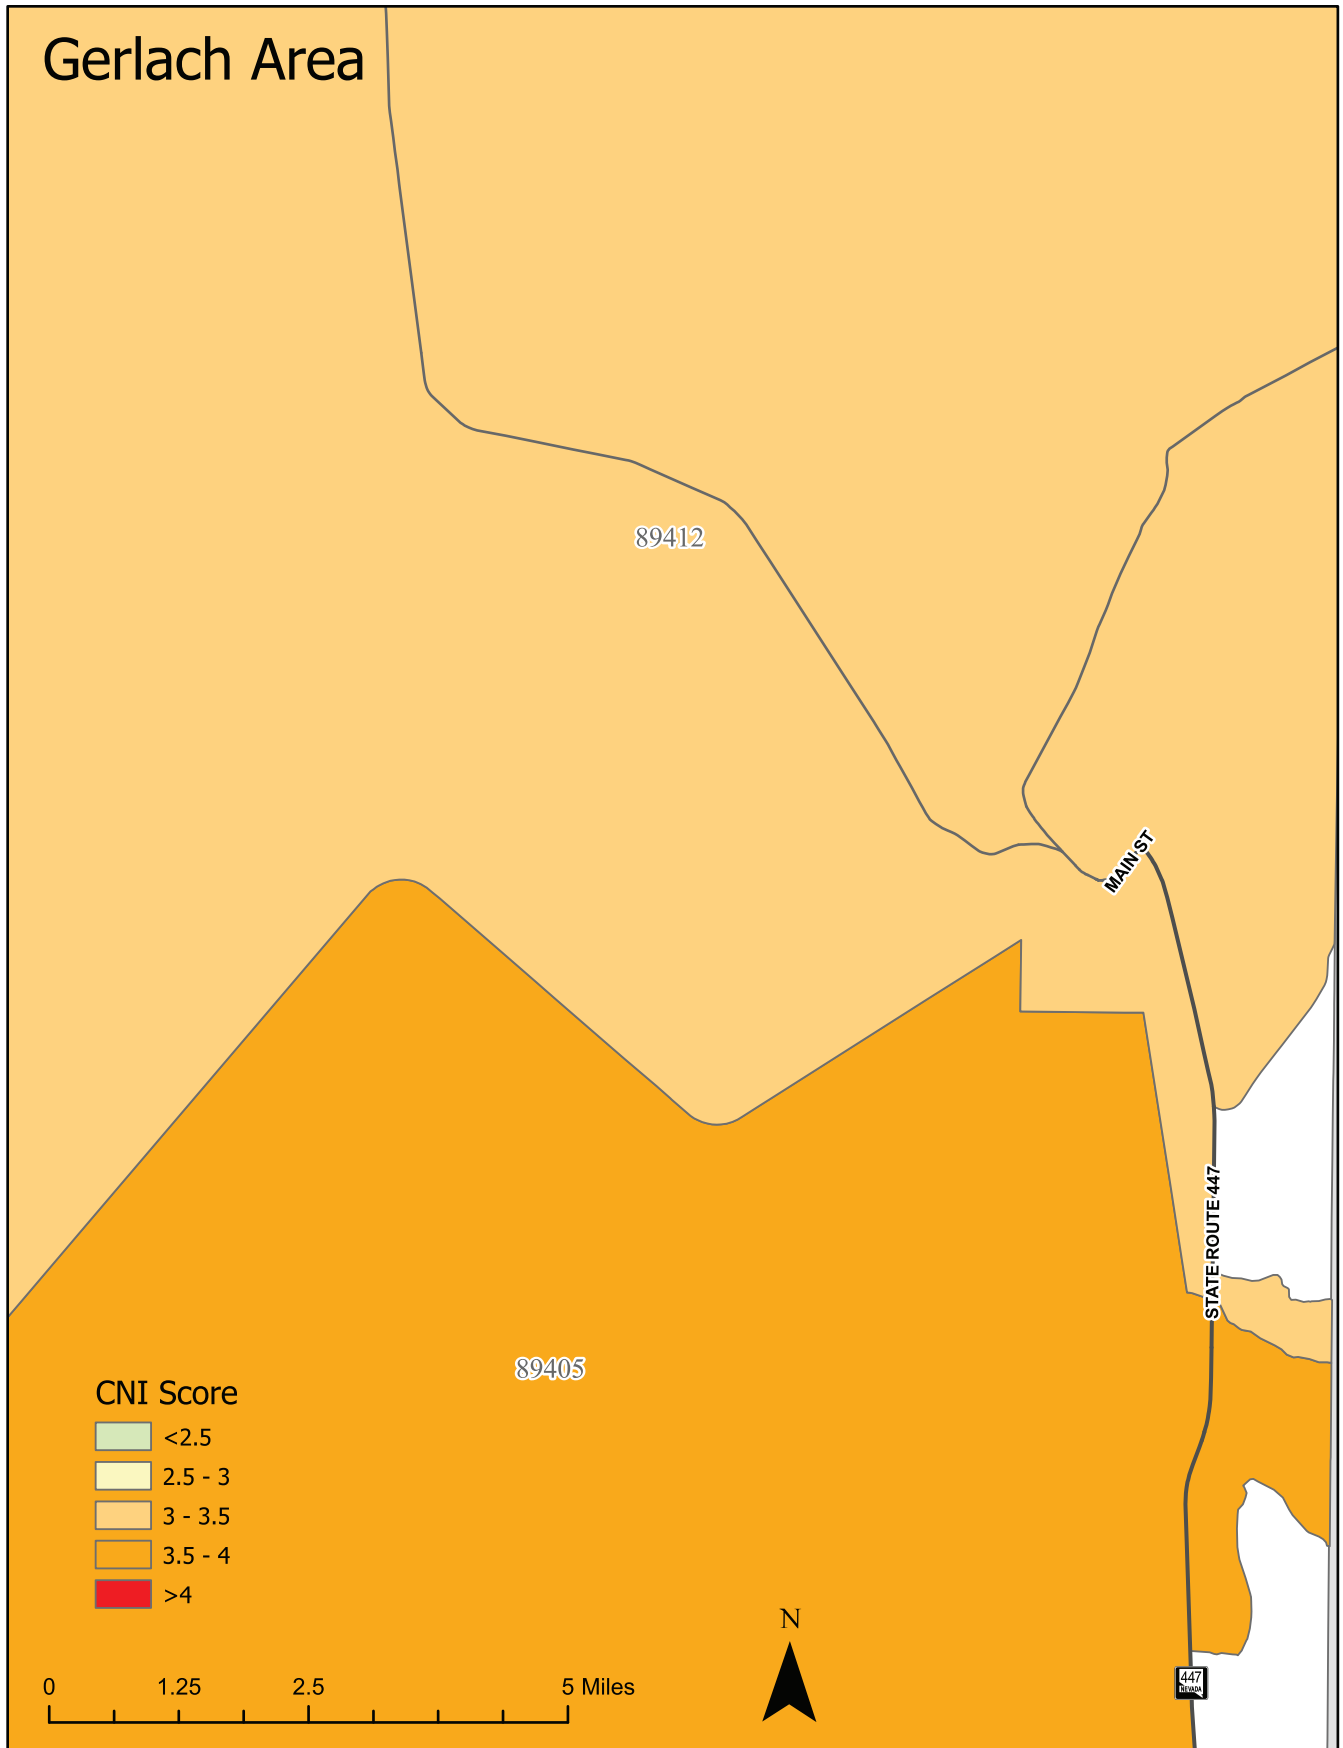 Gerlach Area
89412
MAIN ST
STATE ROUTE 447
89405
CNI Score
<2.5
2.5 - 3
3 - 3.5
3.5 - 4
>4
N
0 1.25 2.5 5 Miles
447
NEVADA